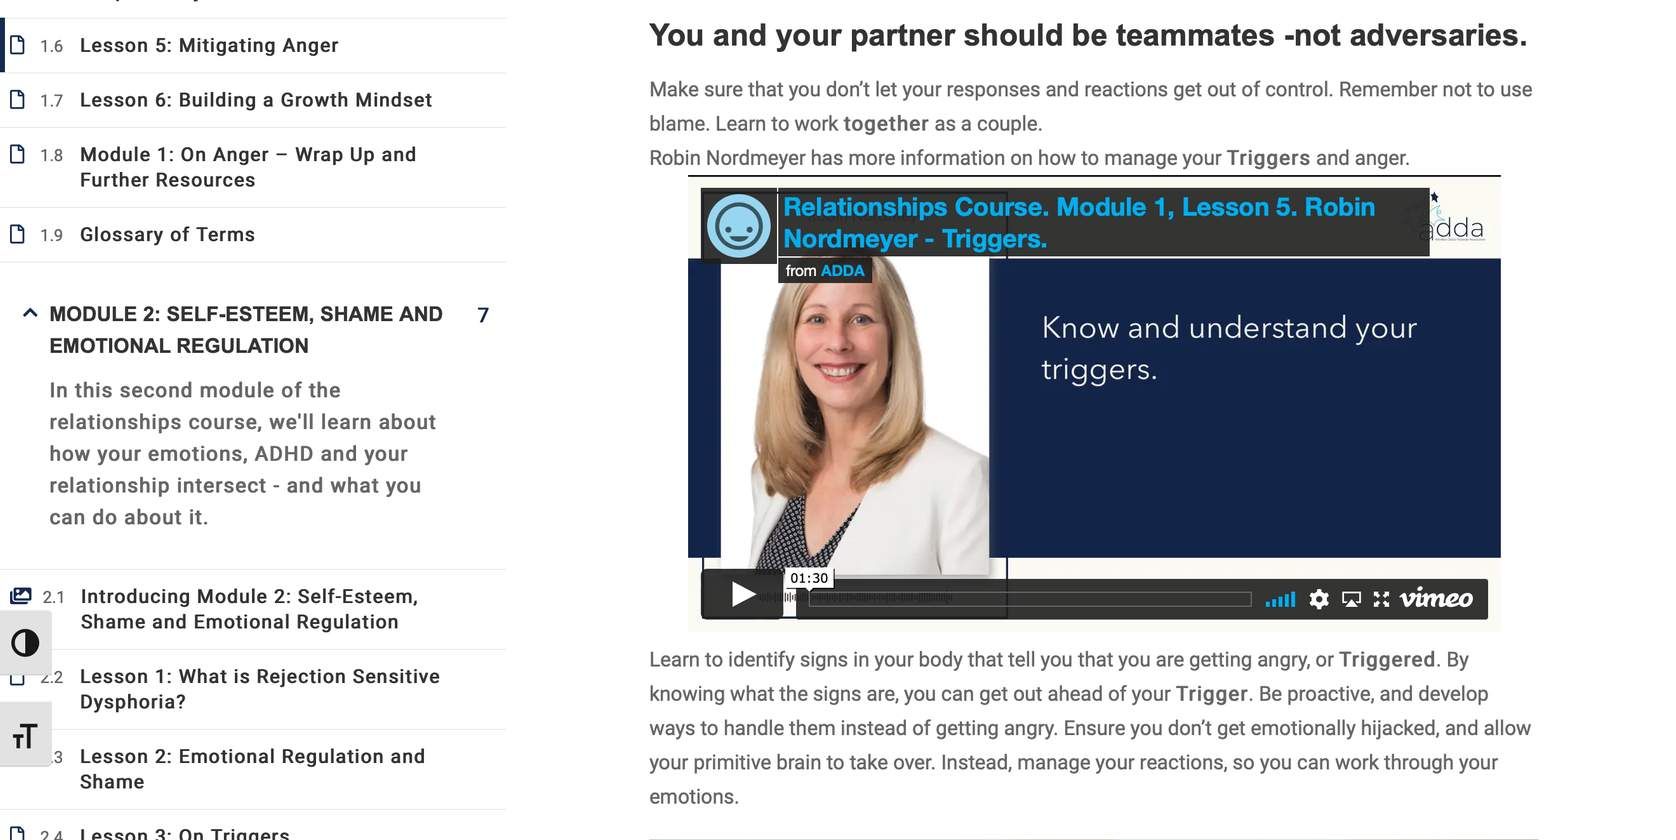 1.6 Lesson 5: Mitigating Anger
1.7 Lesson 6: Building a Growth Mindset
1.8 Module 1: On Anger – Wrap Up and
Further Resources
1.9 Glossary of Terms
MODULE 2: SELF-ESTEEM, SHAME AND 7
EMOTIONAL REGULATION
In this second module of the
relationships course, we'll learn about
how your emotions, ADHD and your
relationship intersect - and what you
can do about it.
2.1 Introducing Module 2: Self-Esteem,
Shame and Emotional Regulation
2.2 Lesson 1: What is Rejection Sensitive
Dysphoria?
.3 Lesson 2: Emotional Regulation and
Shame
2.4 Lesson 3: On Triggers
TT
You and your partner should be teammates -not adversaries.
Make sure that you don’t let your responses and reactions get out of control. Remember not to use
blame. Learn to work together as a couple.
Robin Nordmeyer has more information on how to manage your Triggers and anger.
Relationships Course. Module 1, Lesson 5. Robin
Nordmeyer - Triggers.
from ADDA
adda
Know and understand your
triggers.
01:30
vimeo
Learn to identify signs in your body that tell you that you are getting angry, or Triggered. By
knowing what the signs are, you can get out ahead of your Trigger. Be proactive, and develop
ways to handle them instead of getting angry. Ensure you don’t get emotionally hijacked, and allow
your primitive brain to take over. Instead, manage your reactions, so you can work through your
emotions.